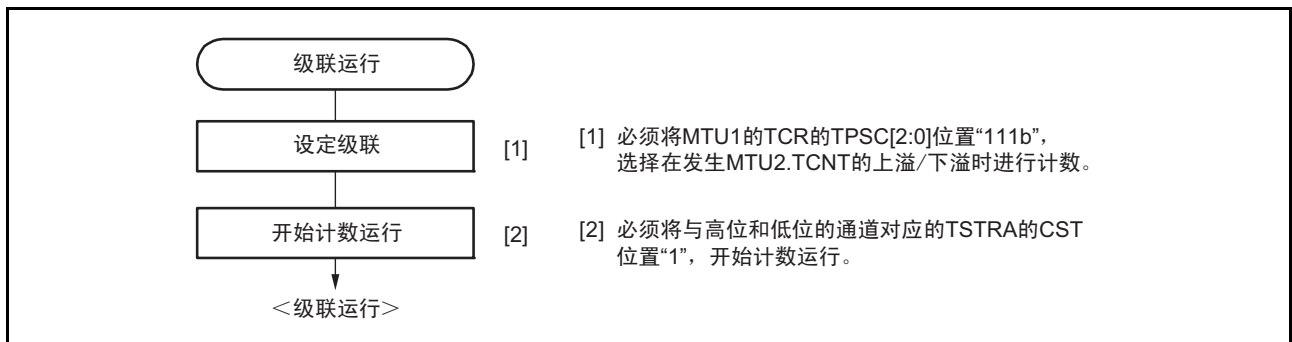 级联运行
设定级联
[1]
[1] 必须将MTU1的TCR的TPSC[2:0]位置“111b”，
选择在发生MTU2.TCNT的上溢/下溢时进行计数。
开始计数运行
[2]
[2] 必须将与高位和低位的通道对应的TSTRA的CST
位置“1”，开始计数运行。
＜级联运行＞